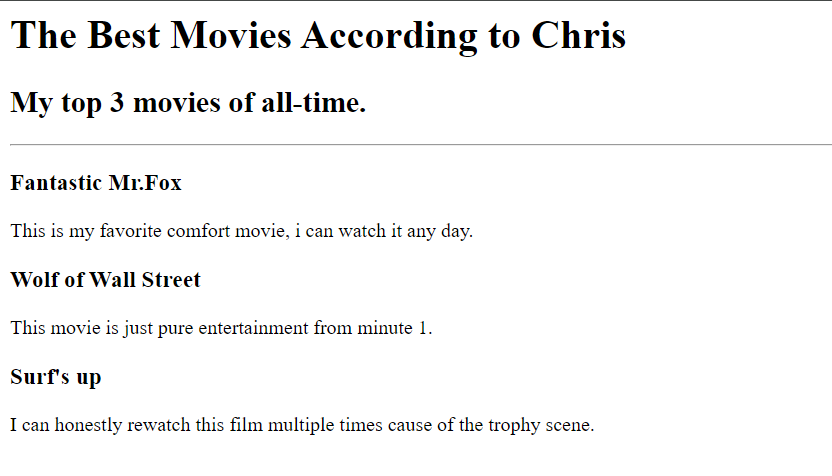 The Best Movies According to Chris
My top 3 movies of all-time.
Fantastic Mr.Fox
This is my favorite comfort movie, i can watch it any day.
Wolf of Wall Street
This movie is just pure entertainment from minute 1.
Surf's up
I can honestly rewatch this film multiple times cause of the trophy scene.